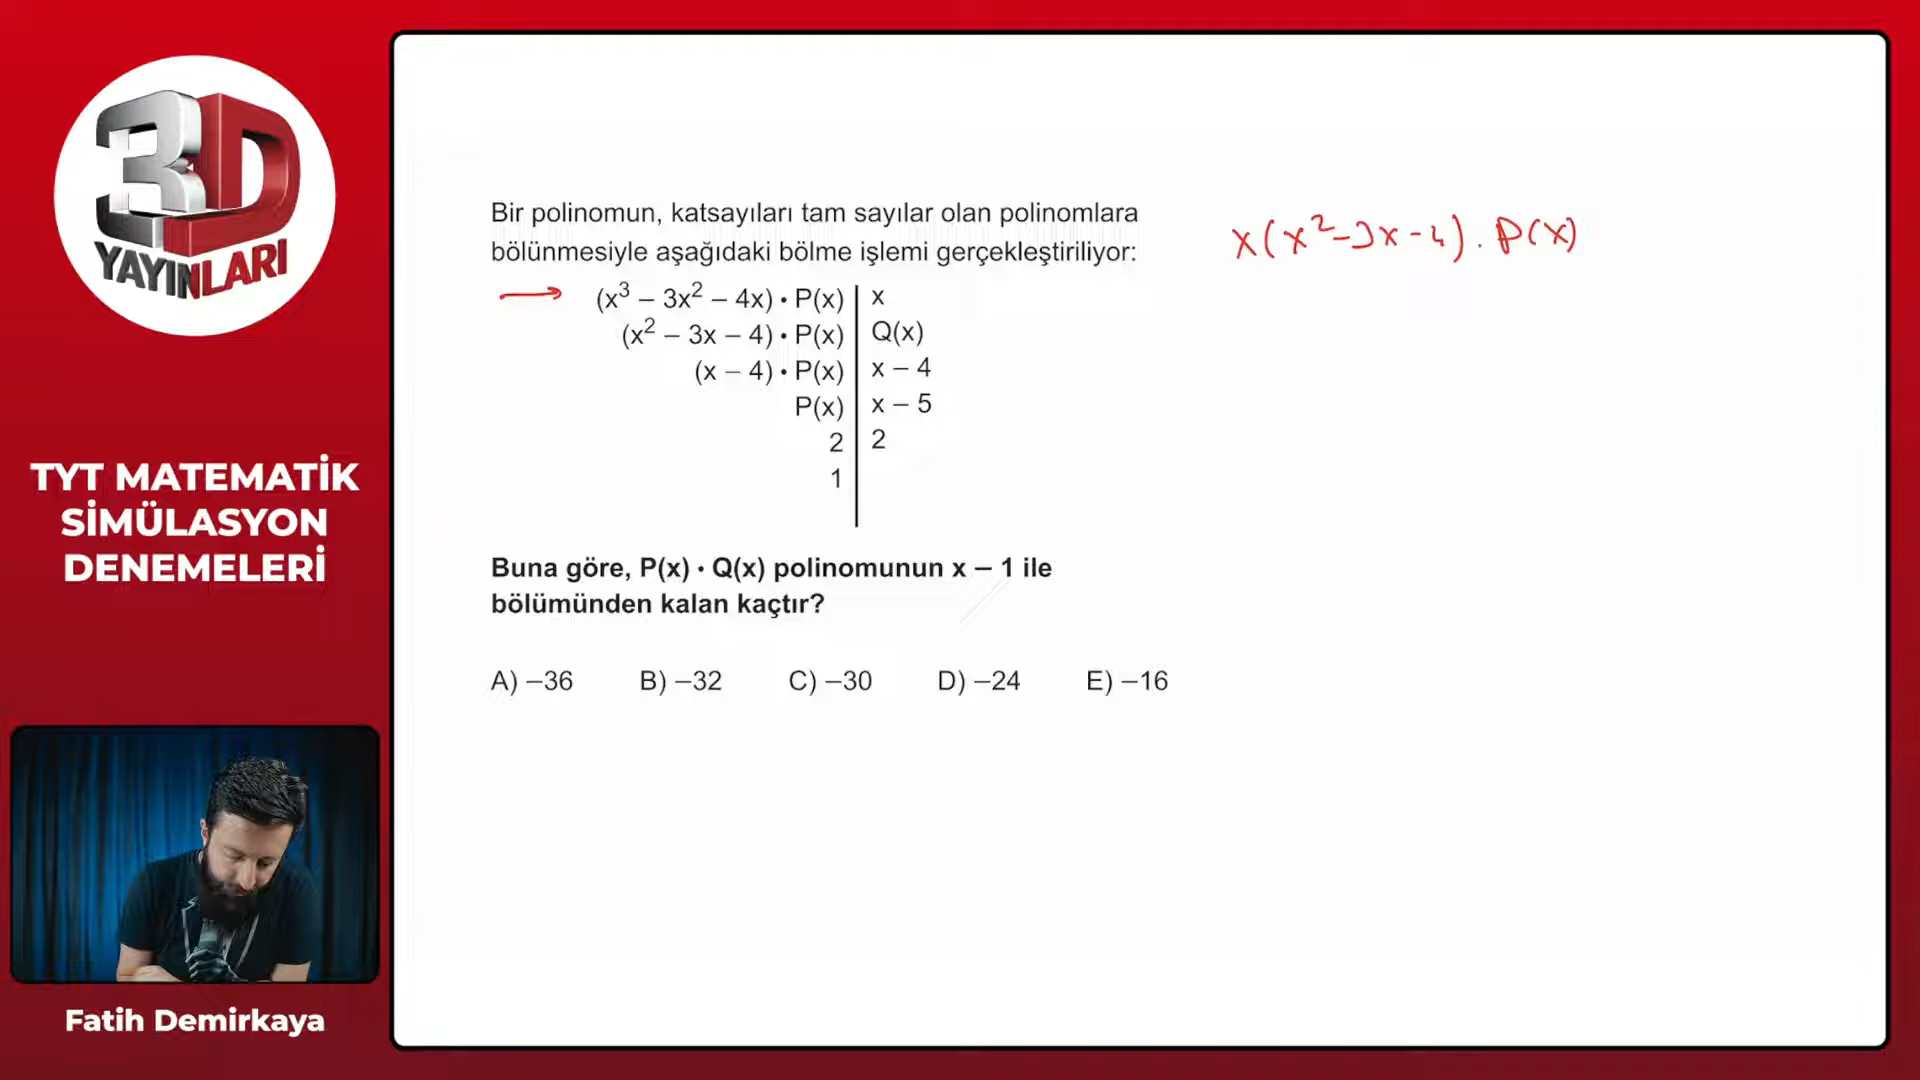 3D
YAYINLARI
TYT MATEMATİK
SİMÜLASYON
DENEMELERİ
Fatih Demirkaya
Bir polinomun, katsayıları tam sayılar olan polinomlara
bölünmesiyle aşağıdaki bölme işlemi gerçekleştiriliyor:
(x³ – 3x² – 4x) • P(x) | x
(x² – 3x – 4) • P(x) | Q(x)
(x – 4) • P(x) | x – 4
P(x) | x – 5
2 | 2
1
Buna göre, P(x) • Q(x) polinomunun x – 1 ile
bölümünden kalan kaçtır?
A) –36 B) –32 C) –30 D) –24 E) –16
x(x²-3x-4).P(x)